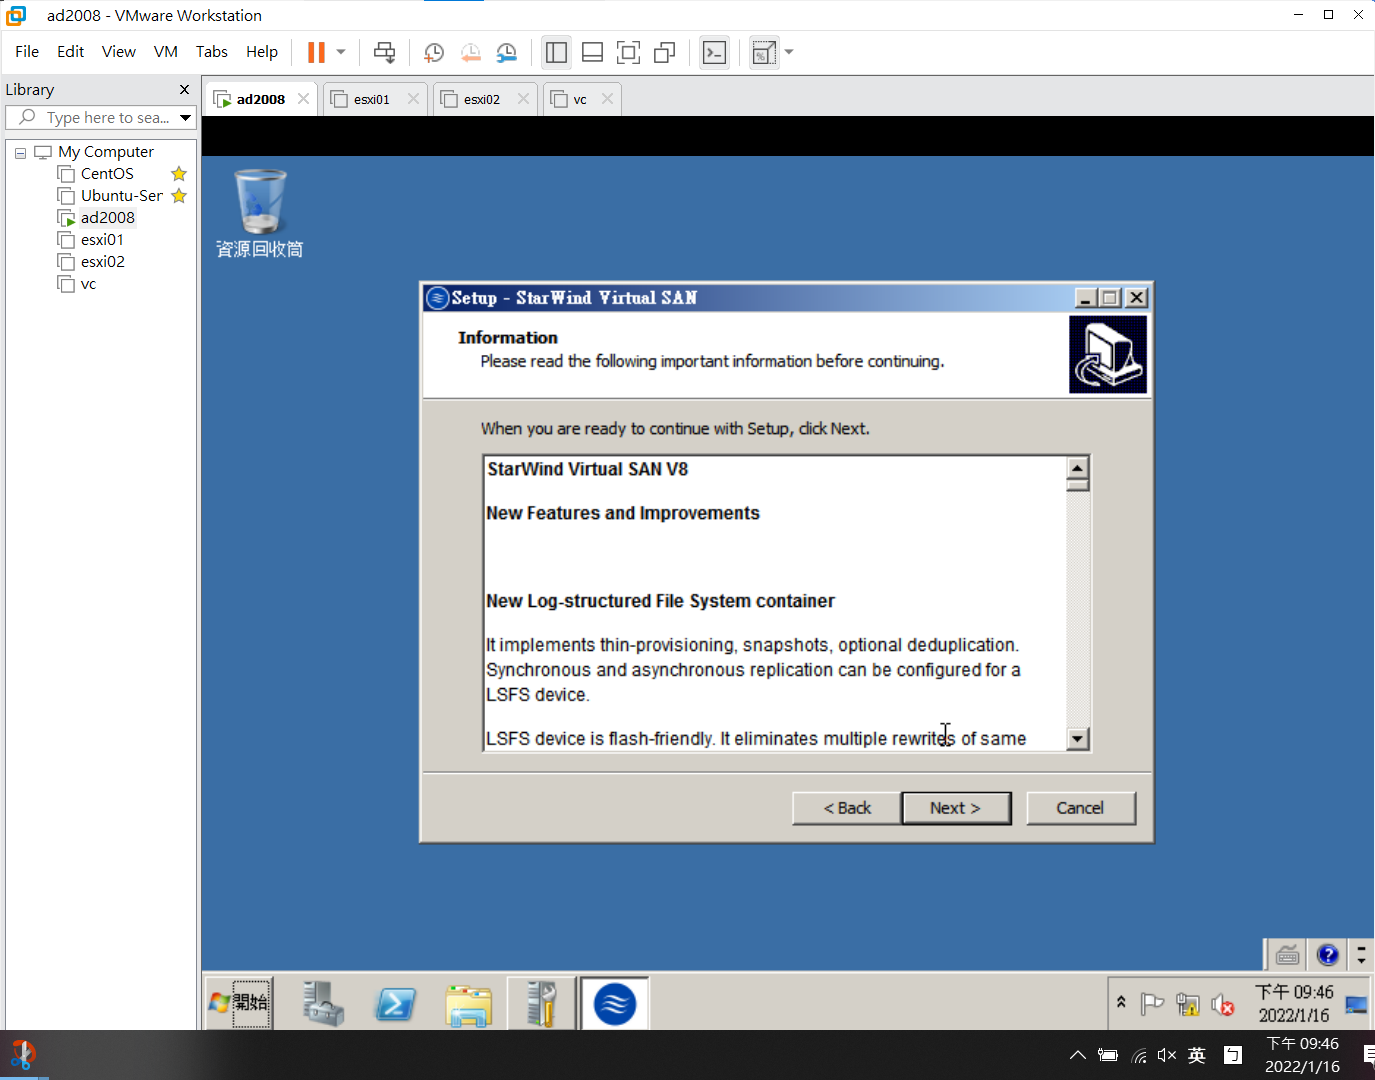 ad2008 - VMware Workstation
File Edit View VM Tabs Help
Library
Type here to sea...
ad2008
esxi01
esxi02
vc
My Computer
CentOS
Ubuntu-Ser
ad2008
esxi01
esxi02
vc
資源回收筒
Setup - StarWind Virtual SAN
Information
Please read the following important information before continuing.
When you are ready to continue with Setup, click Next.
StarWind Virtual SAN V8
New Features and Improvements
New Log-structured File System container
It implements thin-provisioning, snapshots, optional deduplication.
Synchronous and asynchronous replication can be configured for a
LSFS device.
LSFS device is flash-friendly. It eliminates multiple rewrites of same
< Back
Next >
Cancel
開始
下午 09:46
2022/1/16
英
下午 09:46
2022/1/16